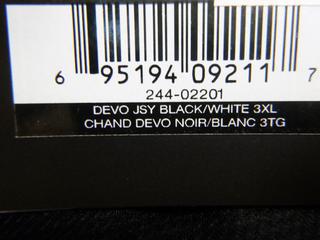 6 95194 09211 7
244-02201
DEVO JSY BLACK/WHITE 3XL
CHAND DEVO NOIR/BLANC 3TG